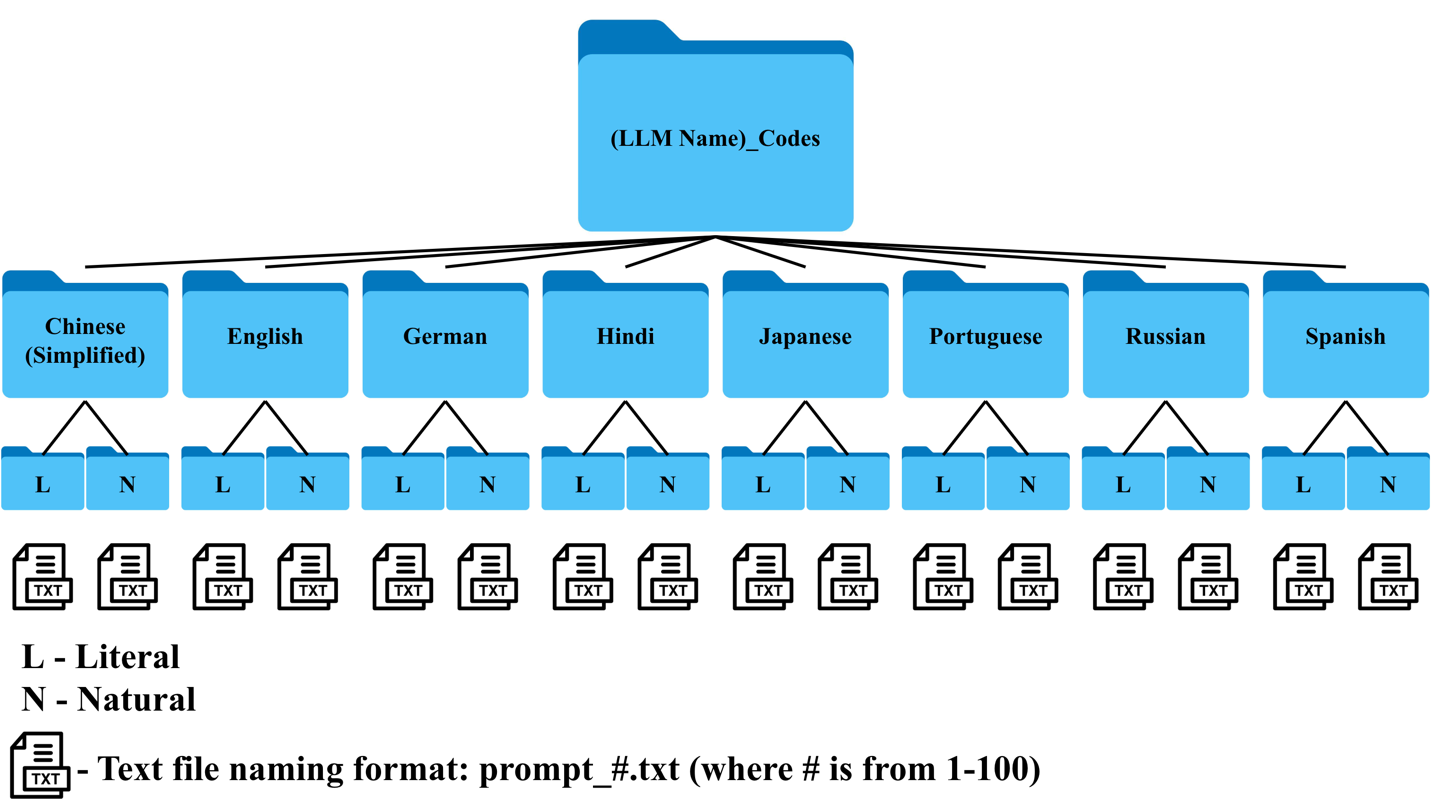 (LLM Name)_Codes
Chinese
(Simplified)
English
German
Hindi
Japanese
Portuguese
Russian
Spanish
L N L N L N L N L N L N L N L N
TXT TXT TXT TXT TXT TXT TXT TXT TXT TXT TXT TXT TXT TXT TXT TXT
L - Literal
N - Natural
TXT - Text file naming format: prompt_#.txt (where # is from 1-100)